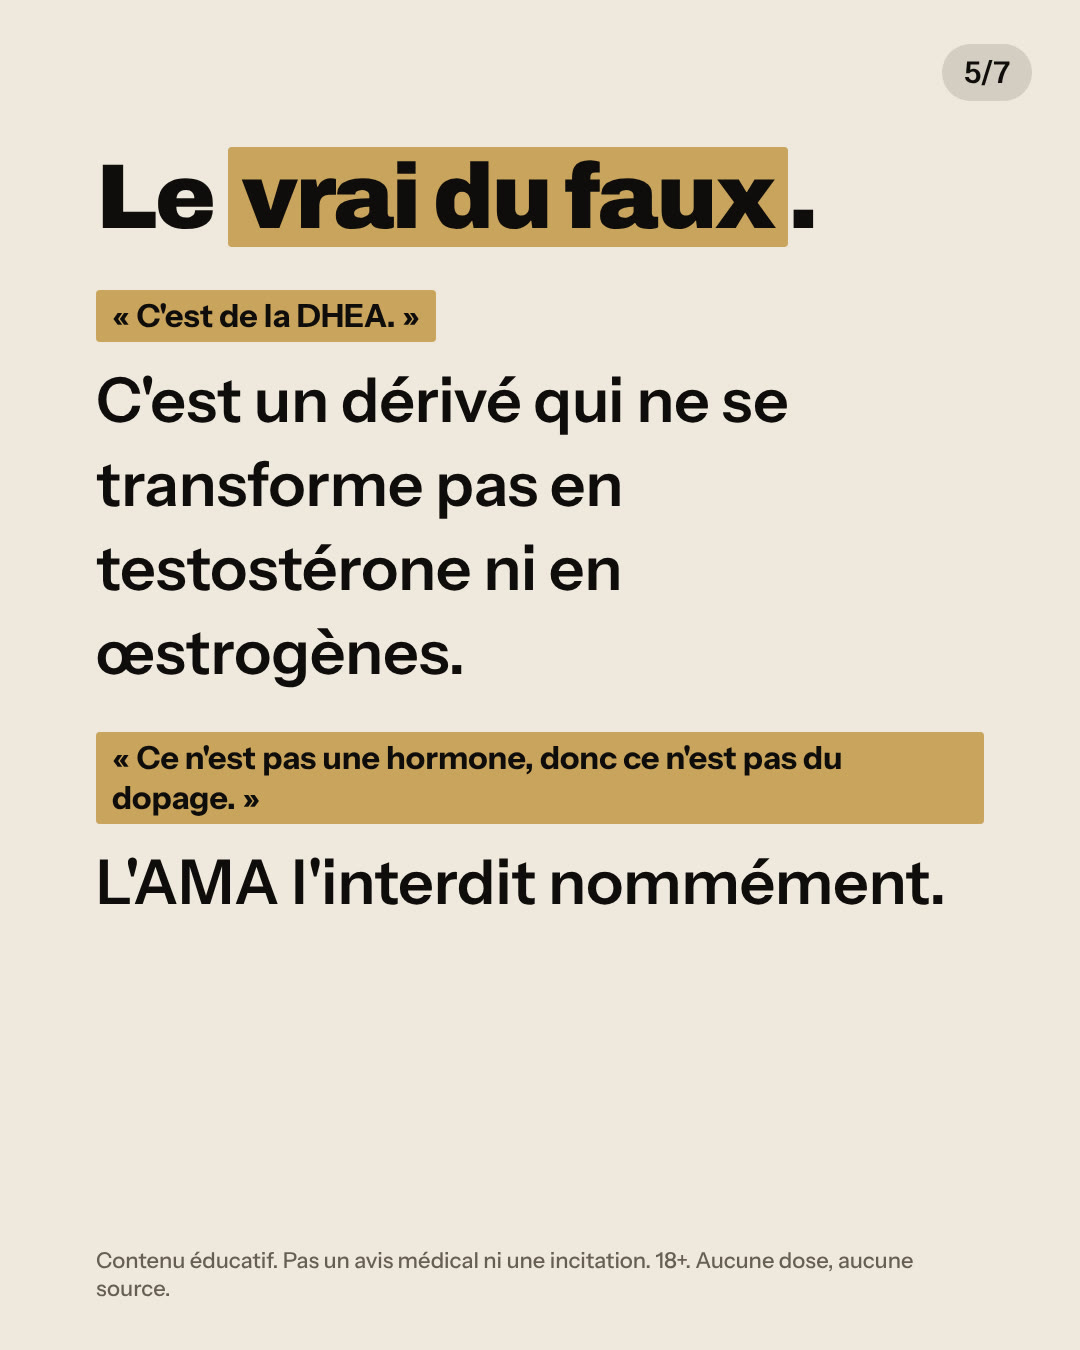 5/7
Le vrai du faux.
« C'est de la DHEA. »
C'est un dérivé qui ne se
transforme pas en
testostérone ni en
œstrogènes.
« Ce n'est pas une hormone, donc ce n'est pas du
dopage. »
L'AMA l'interdit nommément.
Contenu éducatif. Pas un avis médical ni une incitation. 18+. Aucune dose, aucune
source.